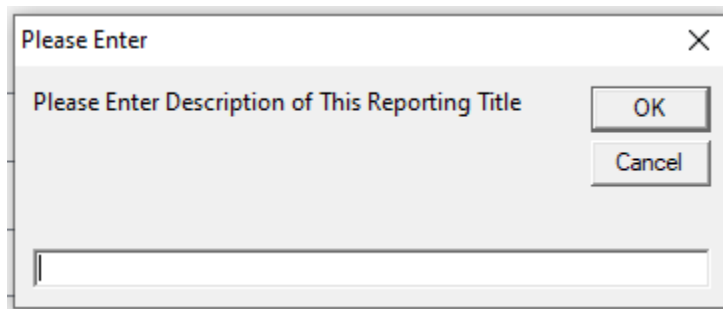 Please Enter
Please Enter Description of This Reporting Title
OK
Cancel